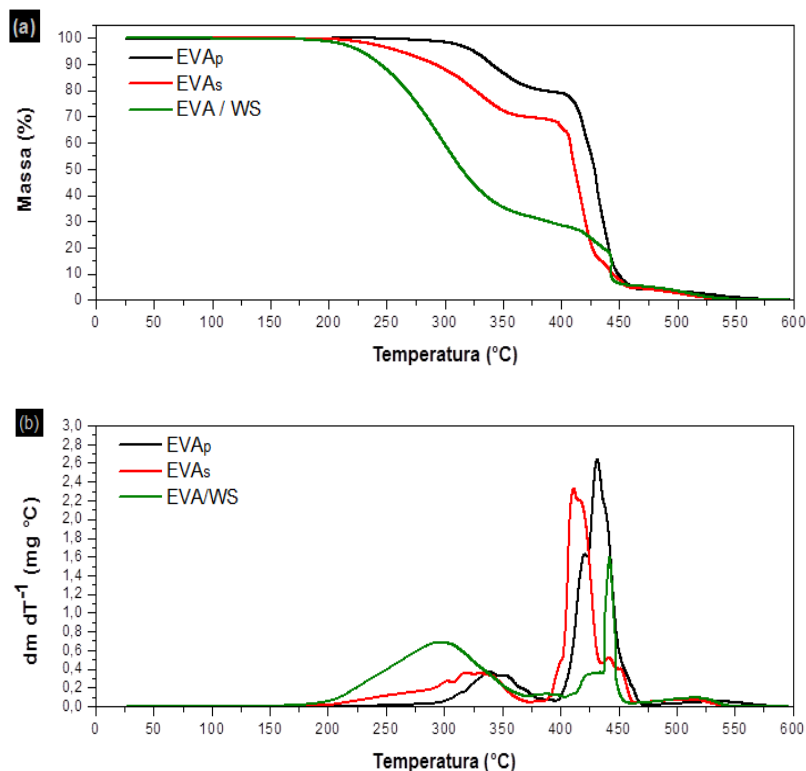 (a)
100
90
80
70
60
50
40
30
20
10
0
Massa (%)
EVAp
EVAs
EVA / WS
0 50 100 150 200 250 300 350 400 450 500 550 600
Temperatura (°C)
(b)
3,0
2,8
2,6
2,4
2,2
2,0
1,8
1,6
1,4
1,2
1,0
0,8
0,6
0,4
0,2
0,0
dm dT⁻¹ (mg °C)
EVAp
EVAs
EVA/WS
0 50 100 150 200 250 300 350 400 450 500 550 600
Temperatura (°C)